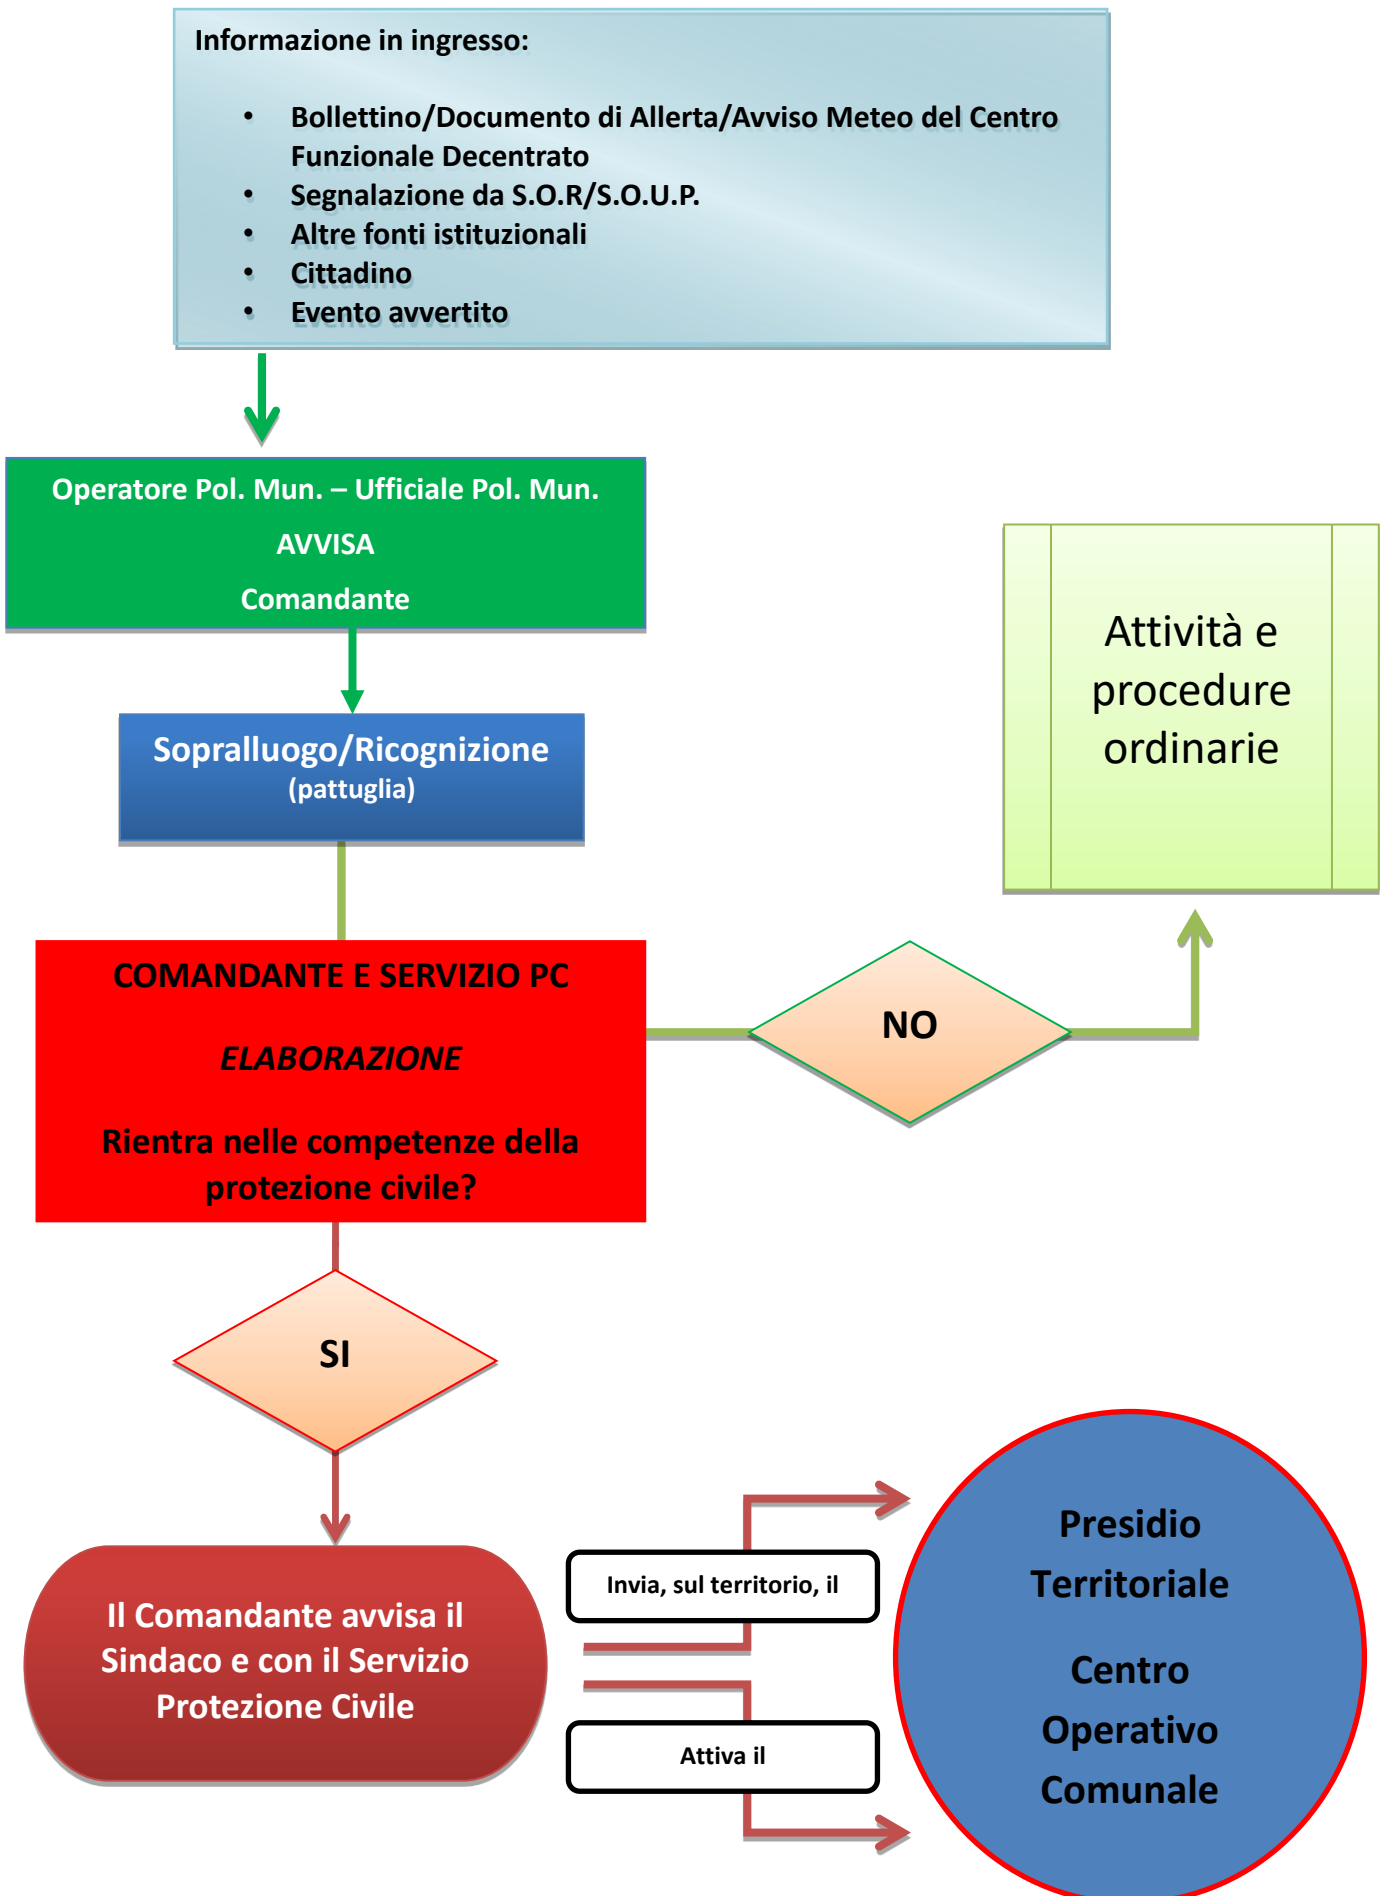 Informazione in ingresso:
• Bollettino/Documento di Allerta/Avviso Meteo del Centro
Funzionale Decentrato
• Segnalazione da S.O.R/S.O.U.P.
• Altre fonti istituzionali
• Cittadino
• Evento avvertito
Operatore Pol. Mun. – Ufficiale Pol. Mun.
AVVISA
Comandante
Attività e
procedure
ordinarie
Sopralluogo/Ricognizione
(pattuglia)
COMANDANTE E SERVIZIO PC
ELABORAZIONE
Rientra nelle competenze della
protezione civile?
NO
SI
Il Comandante avvisa il
Sindaco e con il Servizio
Protezione Civile
Invia, sul territorio, il
Attiva il
Presidio
Territoriale
Centro
Operativo
Comunale